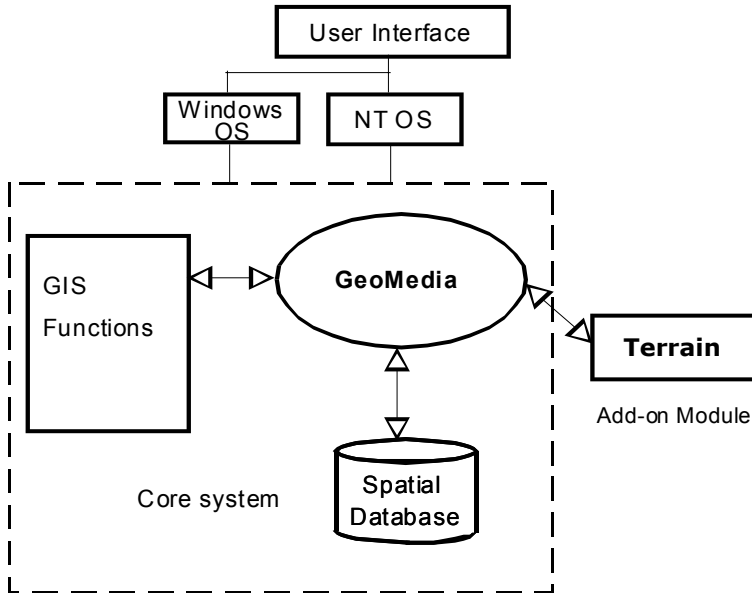 User Interface
Windows
OS
NT OS
GIS
Functions
GeoMedia
Terrain
Add-on Module
Core system
Spatial
Database